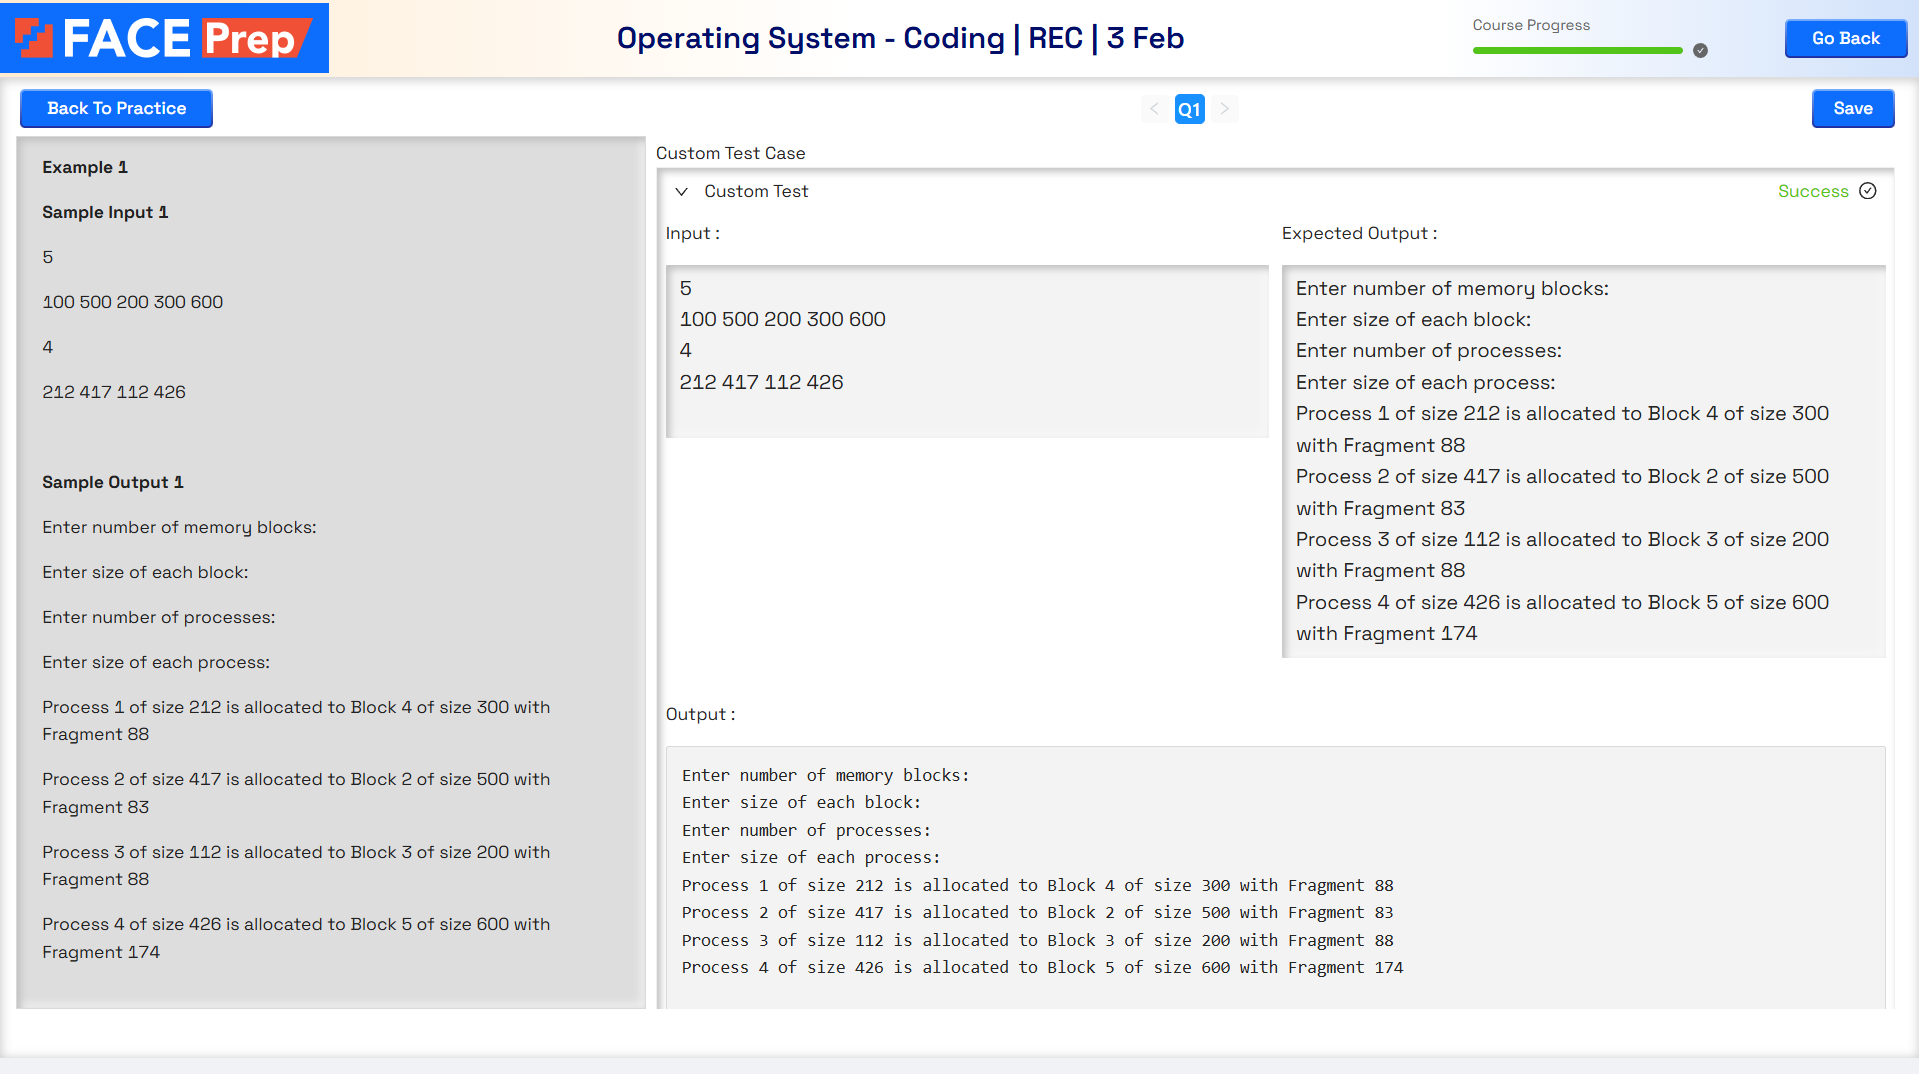 FACE Prep
Operating System - Coding | REC | 3 Feb
Course Progress
Go Back
Back To Practice
Q1
Save
Example 1
Sample Input 1
5
100 500 200 300 600
4
212 417 112 426
Sample Output 1
Enter number of memory blocks:
Enter size of each block:
Enter number of processes:
Enter size of each process:
Process 1 of size 212 is allocated to Block 4 of size 300 with
Fragment 88
Process 2 of size 417 is allocated to Block 2 of size 500 with
Fragment 83
Process 3 of size 112 is allocated to Block 3 of size 200 with
Fragment 88
Process 4 of size 426 is allocated to Block 5 of size 600 with
Fragment 174
Custom Test Case
Custom Test
Success
Input :
5
100 500 200 300 600
4
212 417 112 426
Expected Output :
Enter number of memory blocks:
Enter size of each block:
Enter number of processes:
Enter size of each process:
Process 1 of size 212 is allocated to Block 4 of size 300
with Fragment 88
Process 2 of size 417 is allocated to Block 2 of size 500
with Fragment 83
Process 3 of size 112 is allocated to Block 3 of size 200
with Fragment 88
Process 4 of size 426 is allocated to Block 5 of size 600
with Fragment 174
Output :
Enter number of memory blocks:
Enter size of each block:
Enter number of processes:
Enter size of each process:
Process 1 of size 212 is allocated to Block 4 of size 300 with Fragment 88
Process 2 of size 417 is allocated to Block 2 of size 500 with Fragment 83
Process 3 of size 112 is allocated to Block 3 of size 200 with Fragment 88
Process 4 of size 426 is allocated to Block 5 of size 600 with Fragment 174